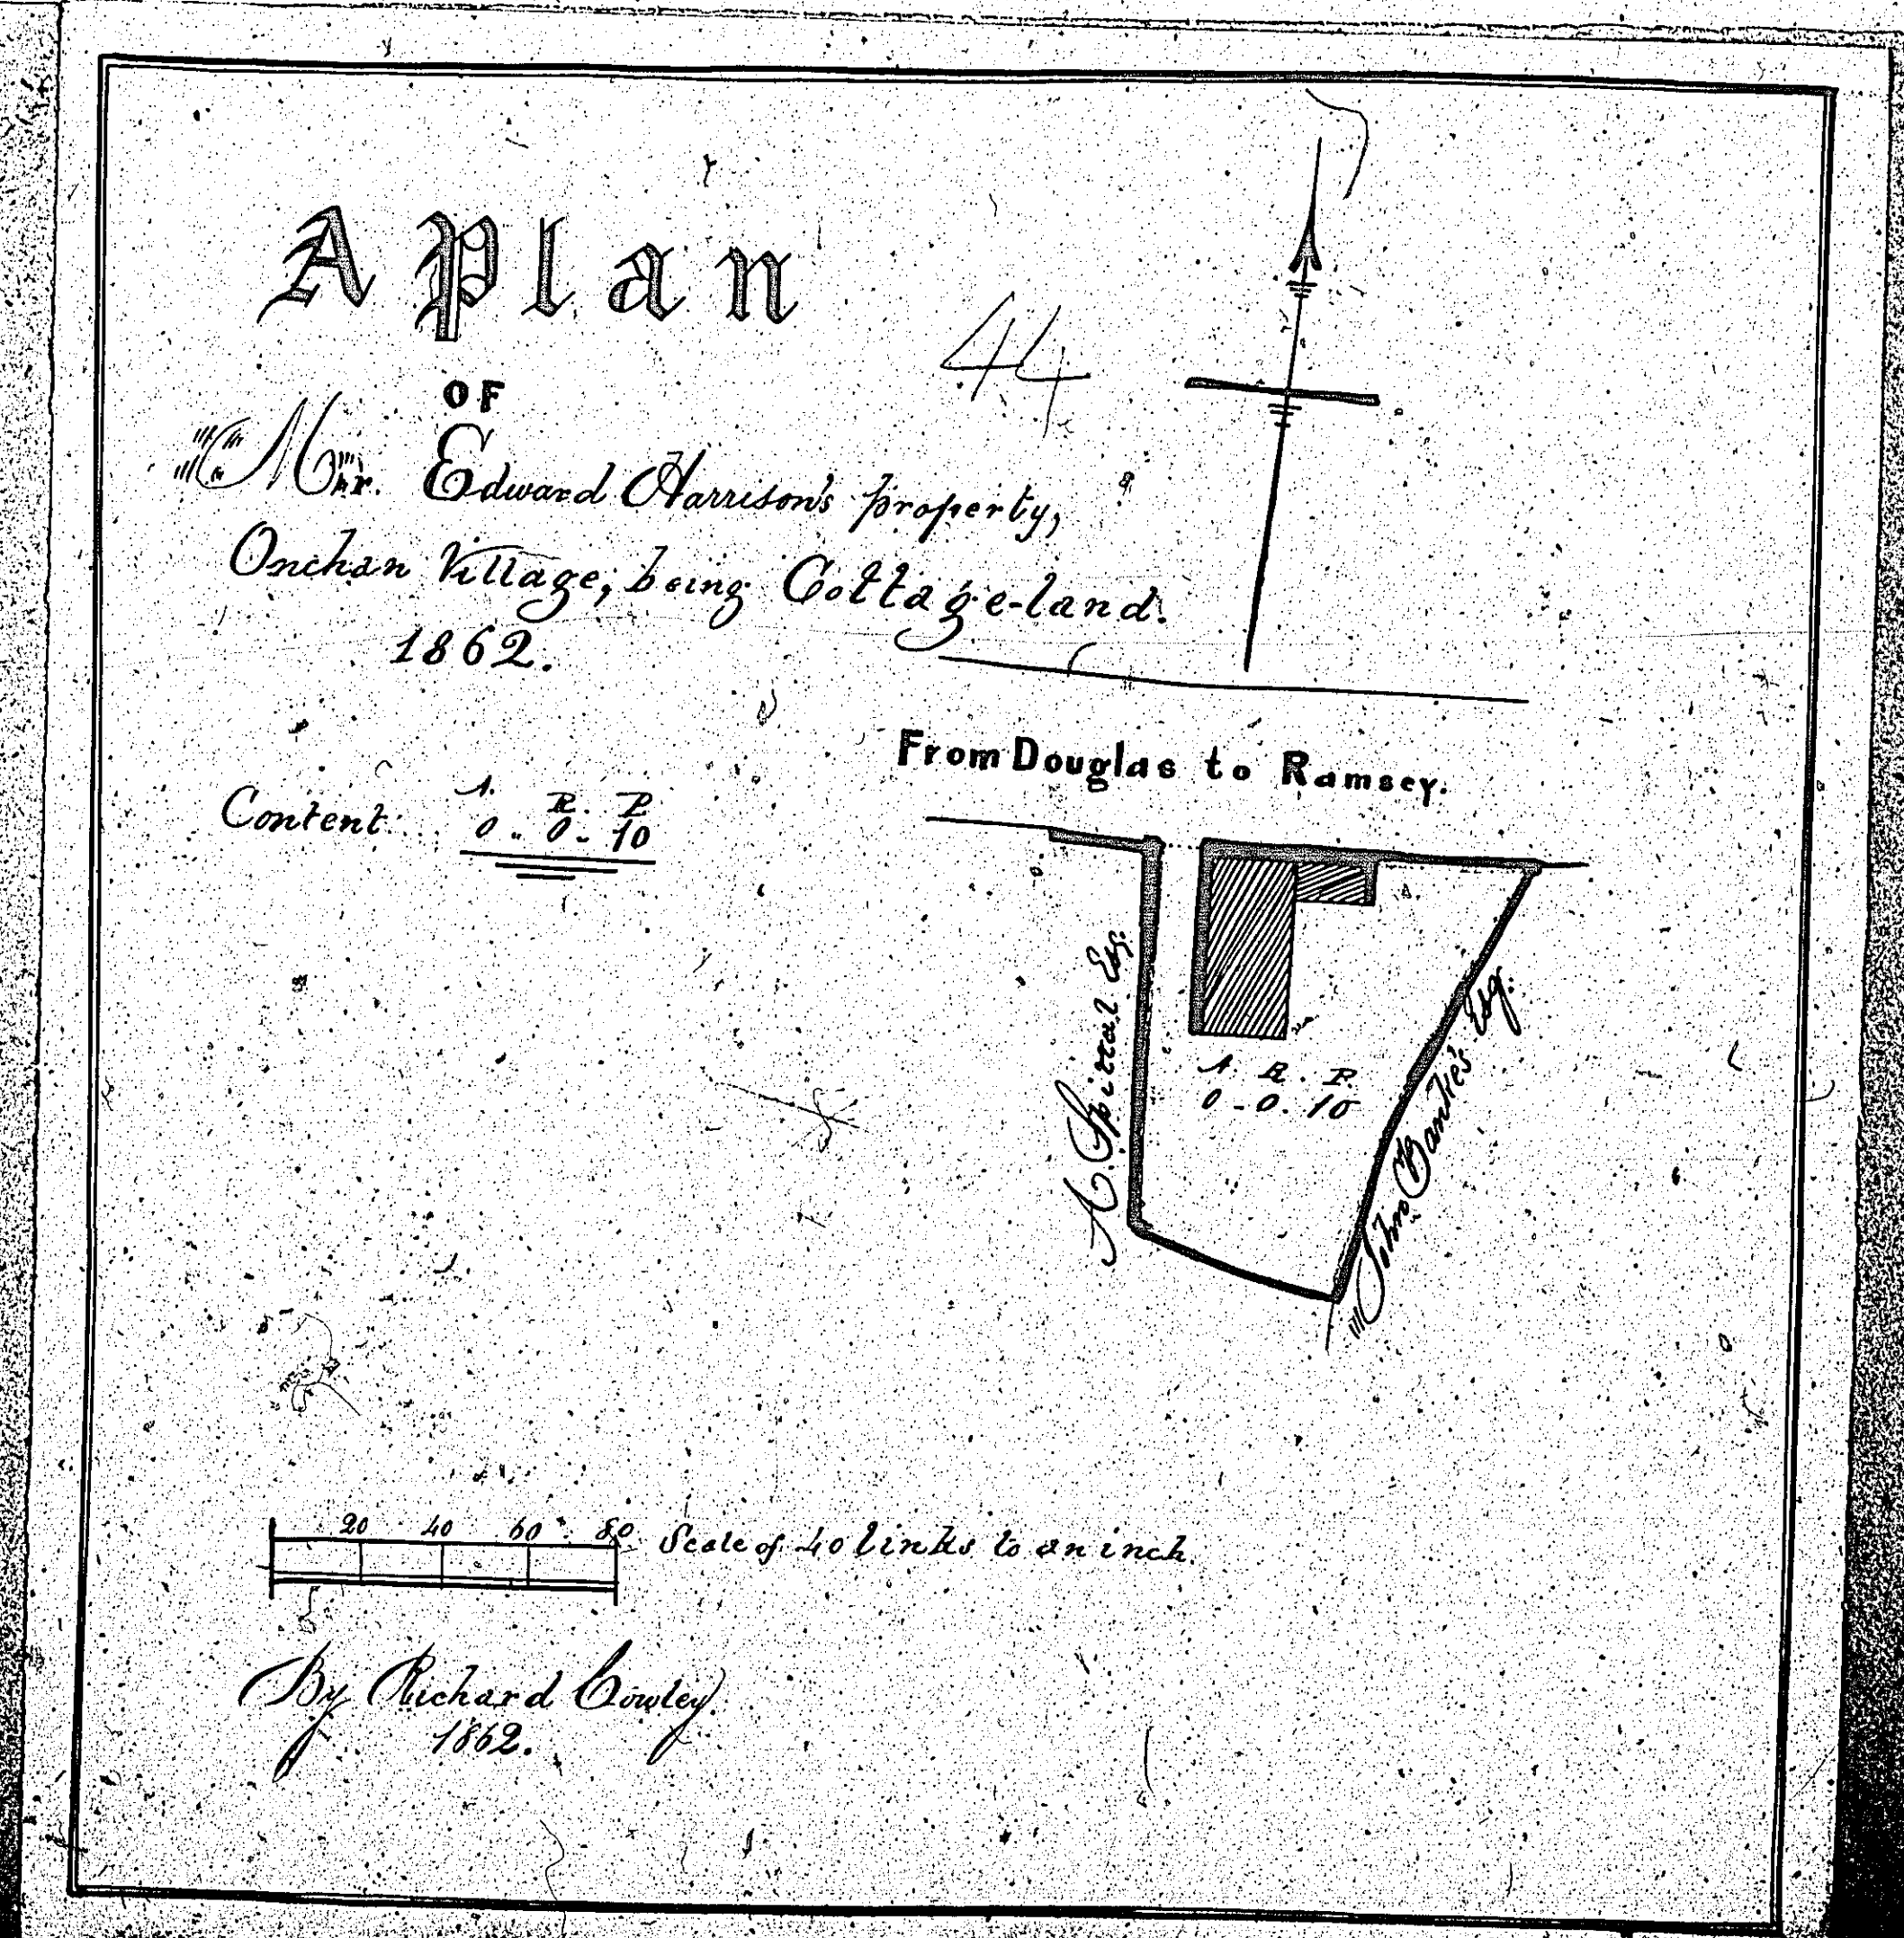 A Plan
44
OF
Mr. Edward Harrison's property,
Onchan Village, being Cottage-land.
1862.
From Douglas to Ramsey.
Content A. R. P
0 - 0 - 10
A. Spittal Esq.
John Banks's Esq.
A. R. P.
0 - 0. 10
20 40 60 80 Scale of 40 links to an inch.
By Richard Cowley.
1862.